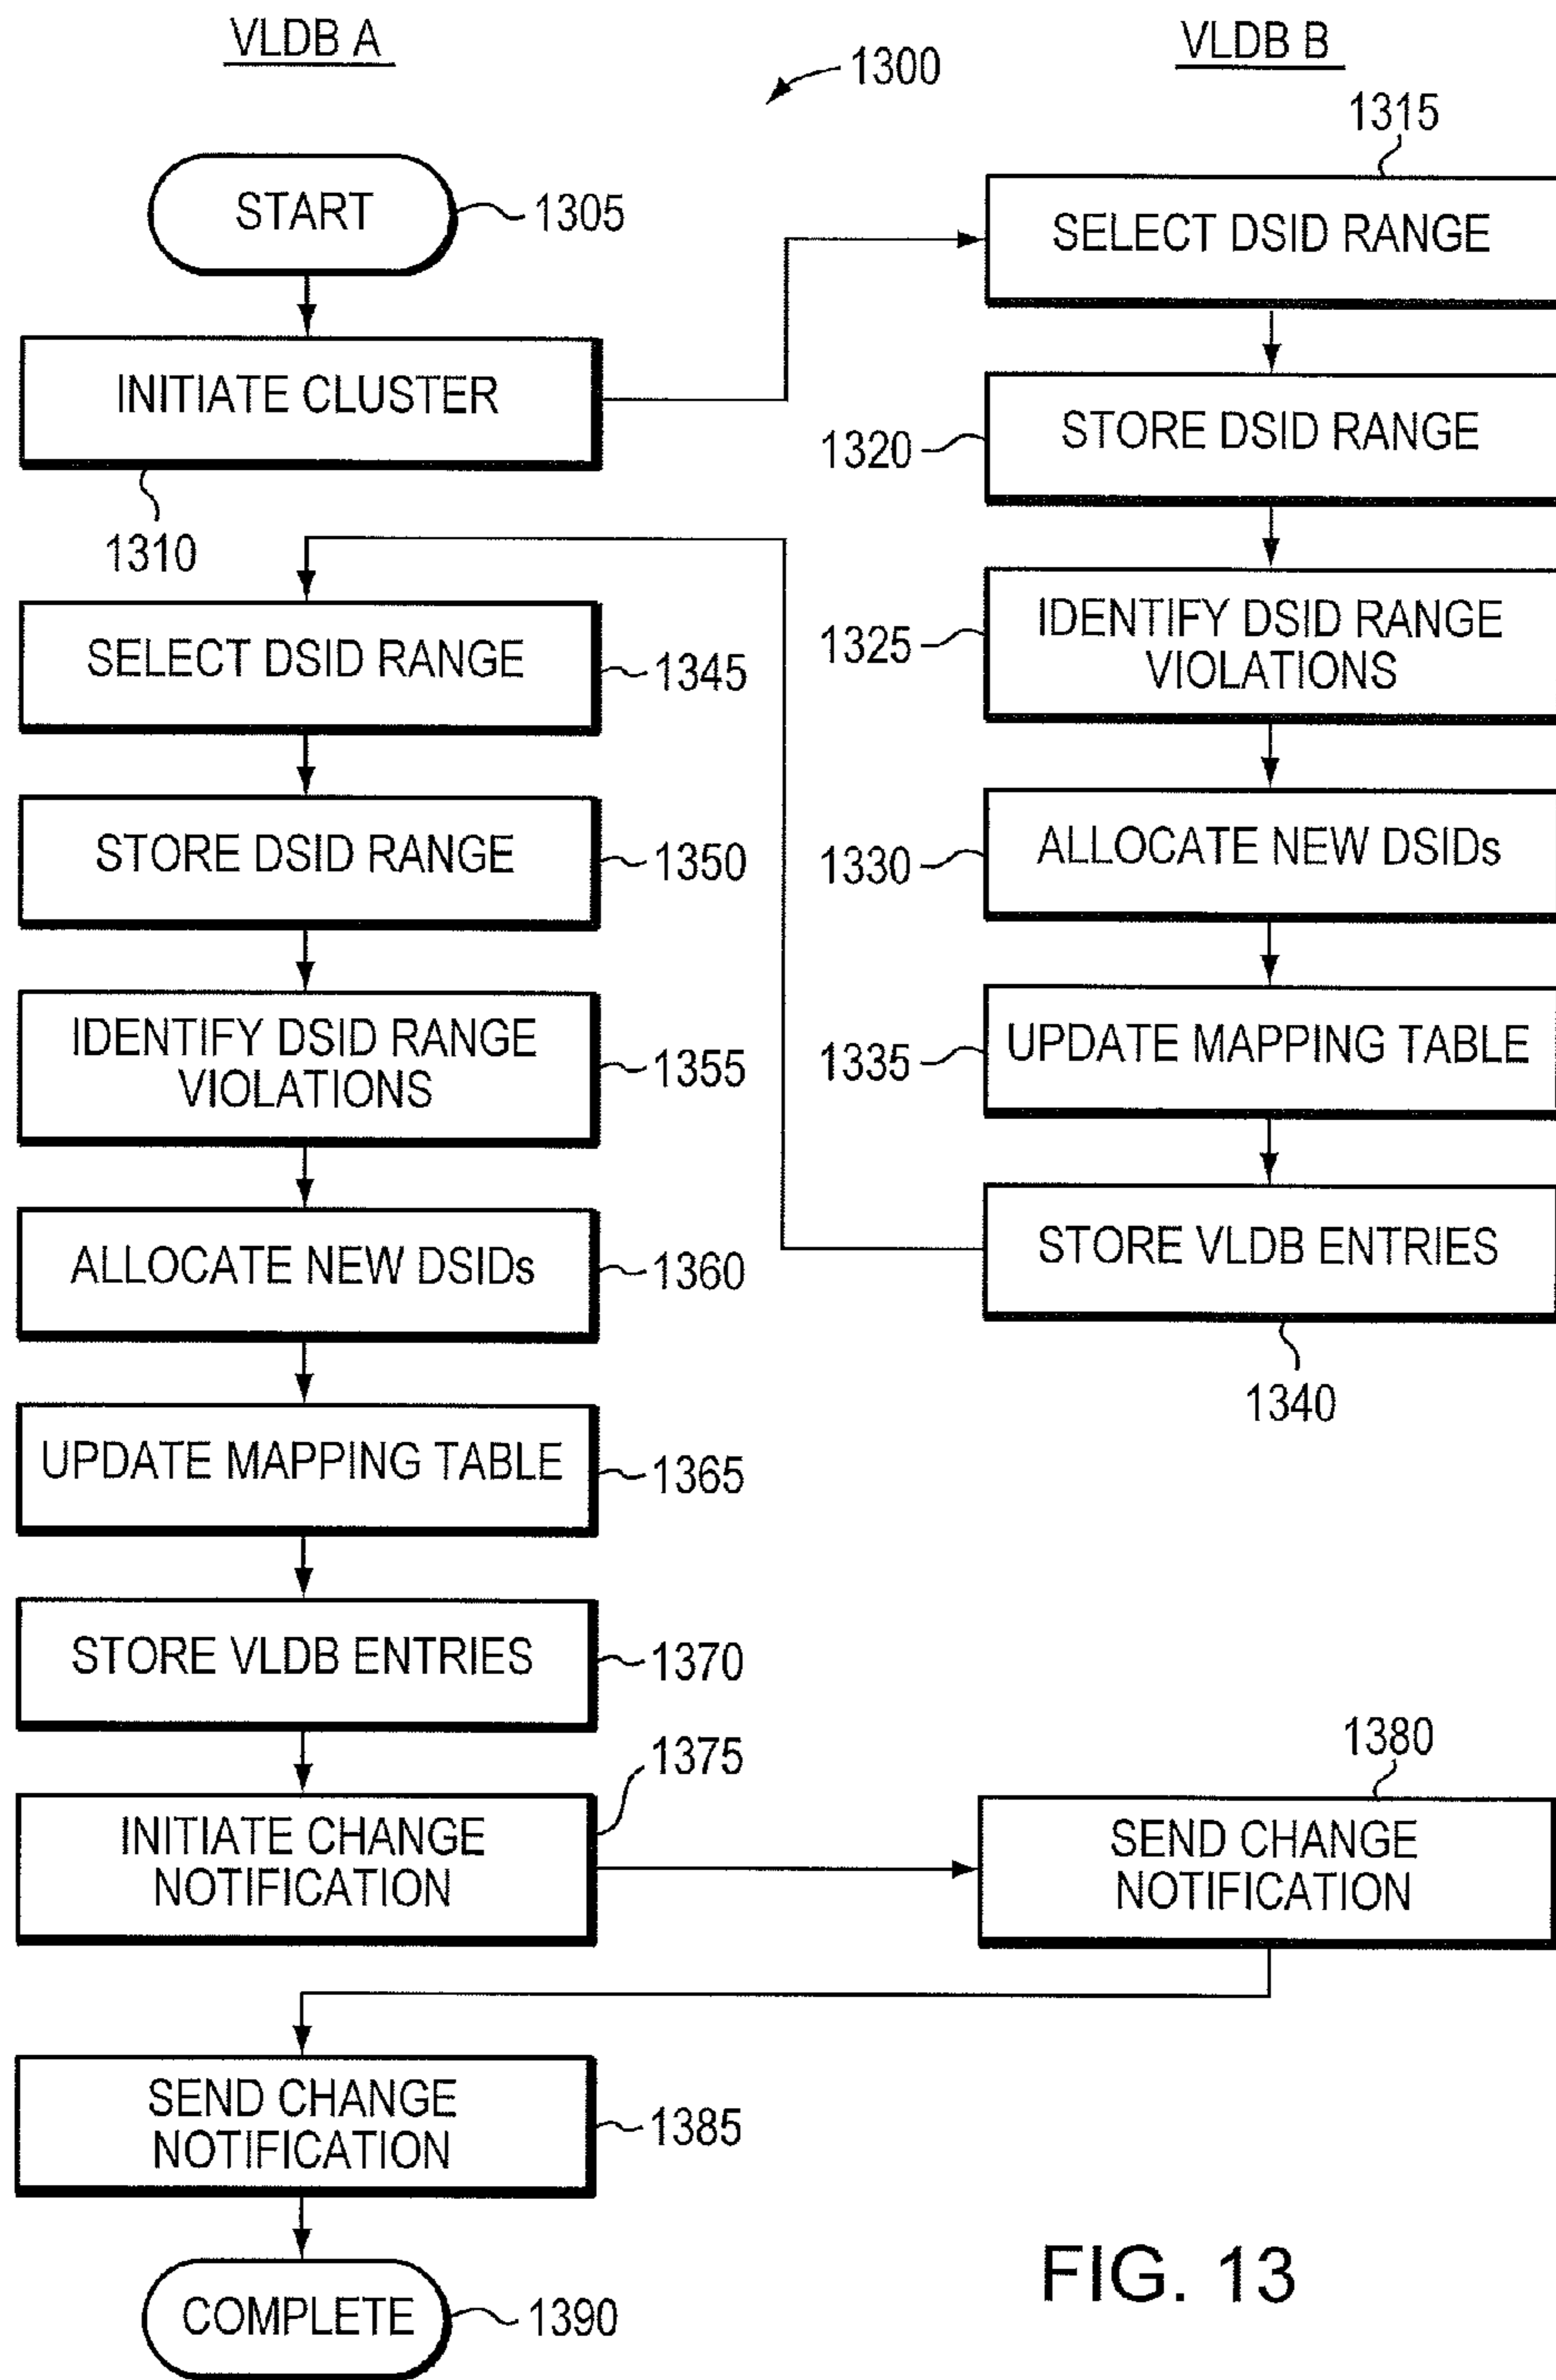 VLDB A
VLDB B
1300
1315
START
1305
SELECT DSID RANGE
INITIATE CLUSTER
1310
STORE DSID RANGE
1320
IDENTIFY DSID RANGE
VIOLATIONS
1325
ALLOCATE NEW DSIDs
1330
UPDATE MAPPING TABLE
1335
STORE VLDB ENTRIES
1340
SELECT DSID RANGE
1345
STORE DSID RANGE
1350
IDENTIFY DSID RANGE
VIOLATIONS
1355
ALLOCATE NEW DSIDs
1360
UPDATE MAPPING TABLE
1365
STORE VLDB ENTRIES
1370
1375
INITIATE CHANGE
NOTIFICATION
1380
SEND CHANGE
NOTIFICATION
SEND CHANGE
NOTIFICATION
1385
COMPLETE
1390
FIG. 13